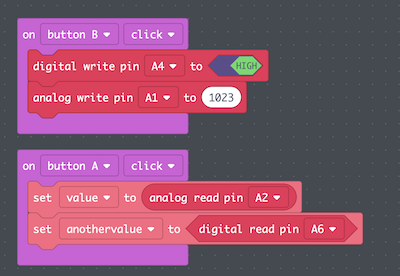 on button B click
digital write pin A4 to HIGH
analog write pin A1 to 1023
on button A click
set value to analog read pin A2
set anothervalue to digital read pin A6